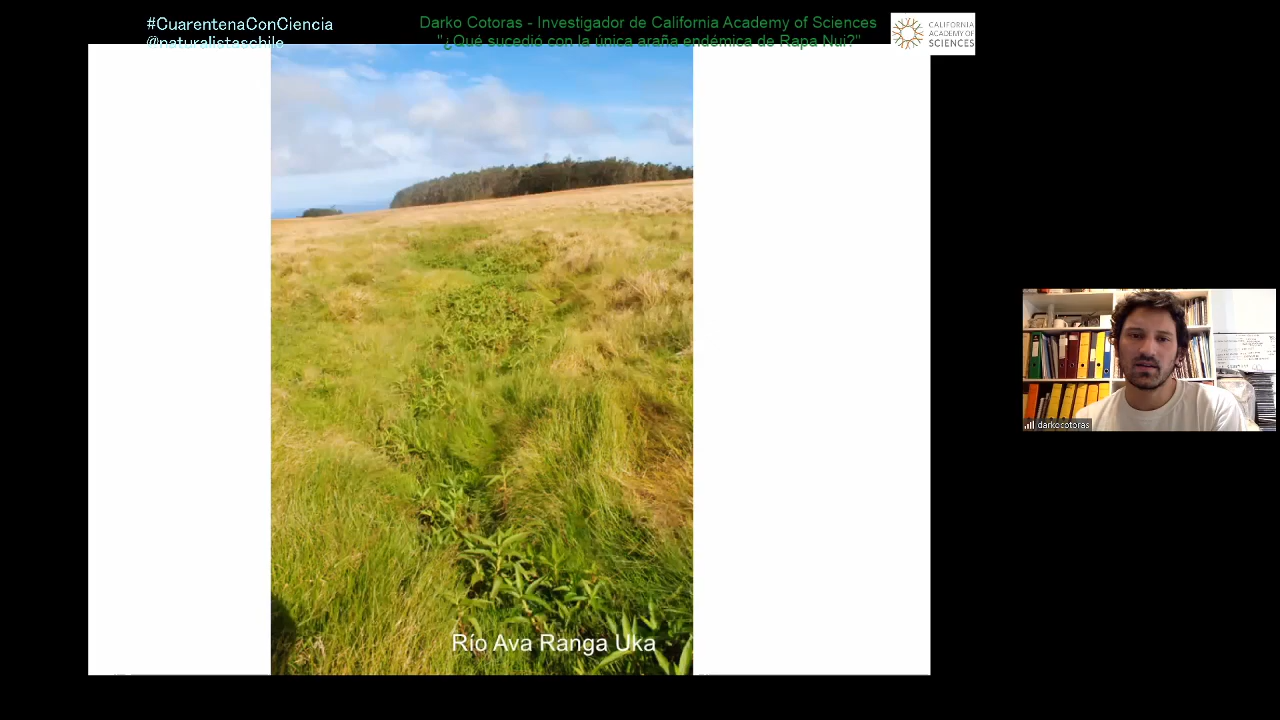 #CuarentenaConCiencia
@naturalistaschile
Darko Cotoras - Investigador de California Academy of Sciences
"¿Qué sucedió con la única araña endémica de Rapa Nui?"
CALIFORNIA
ACADEMY OF
SCIENCES
Río Ava Ranga Uka
darkocotoras